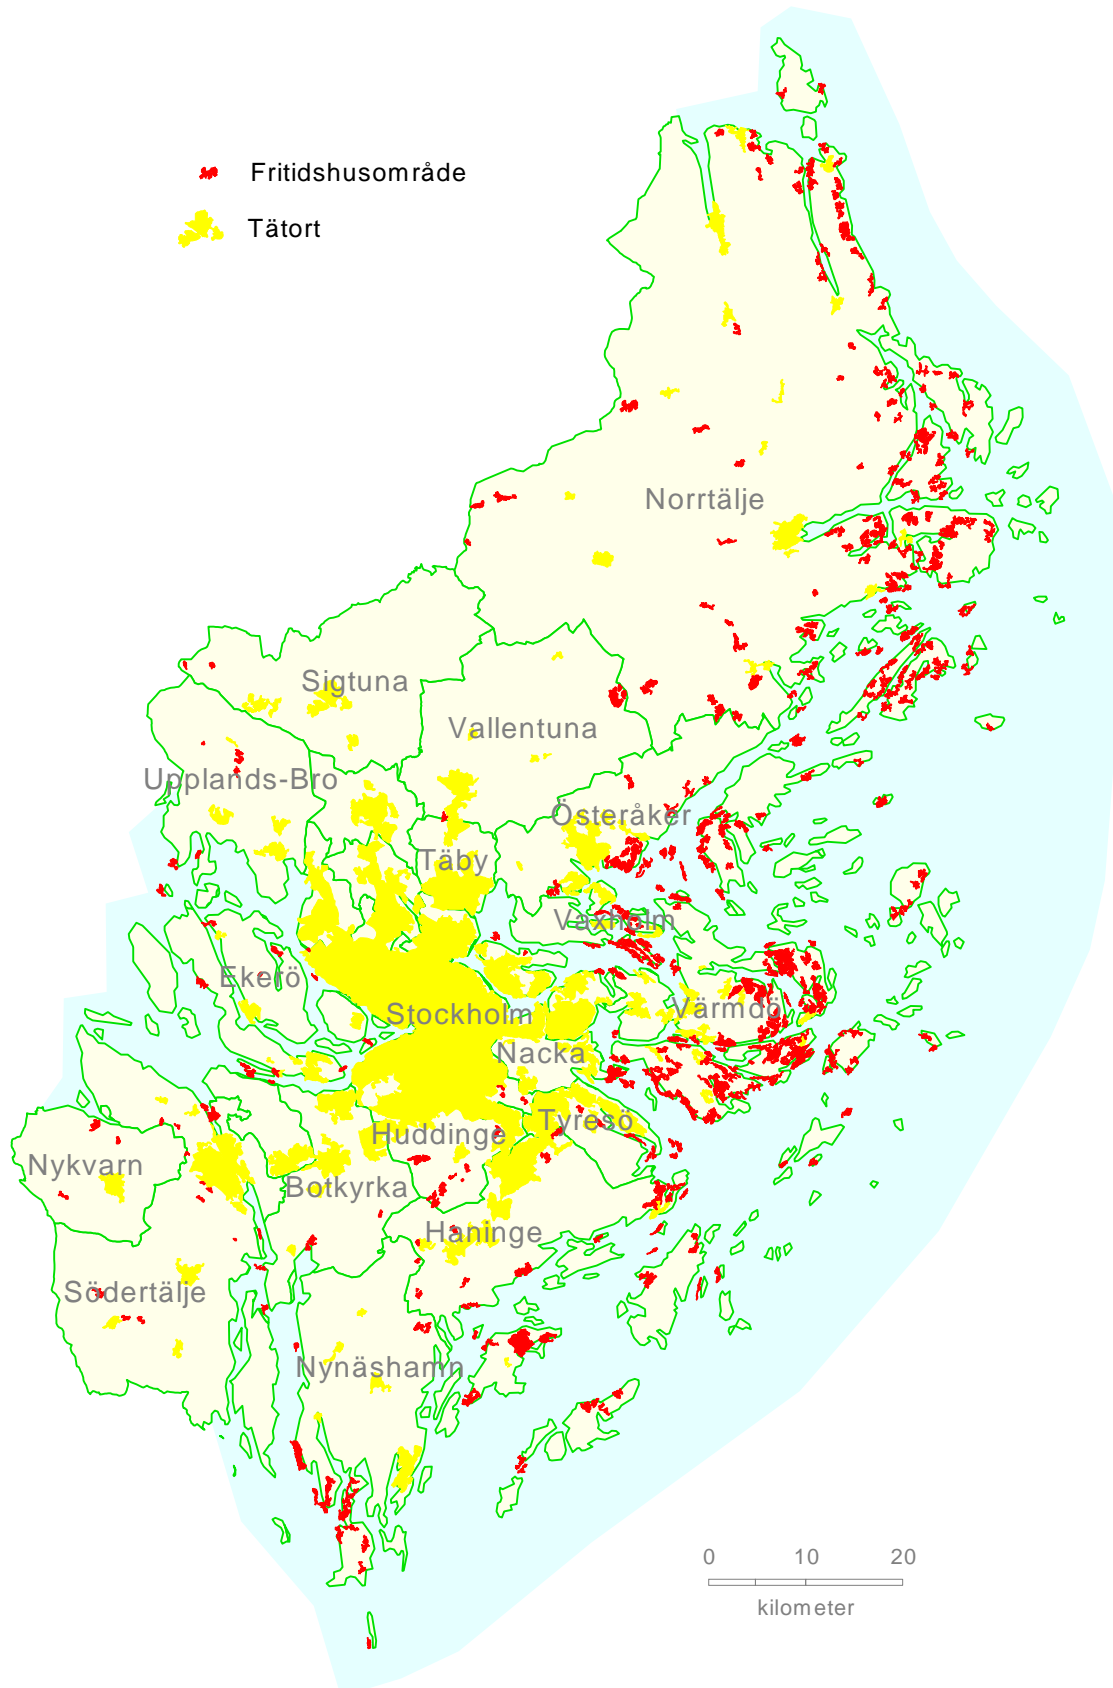 Fritidshusområde
Tätort
Norrtälje
Sigtuna
Vallentuna
Upplands-Bro
Österåker
Täby
Vaxholm
Ekerö
Värmdö
Stockholm
Nacka
Tyresö
Huddinge
Nykvarn
Botkyrka
Haninge
Södertälje
Nynäshamn
0 10 20
kilometer